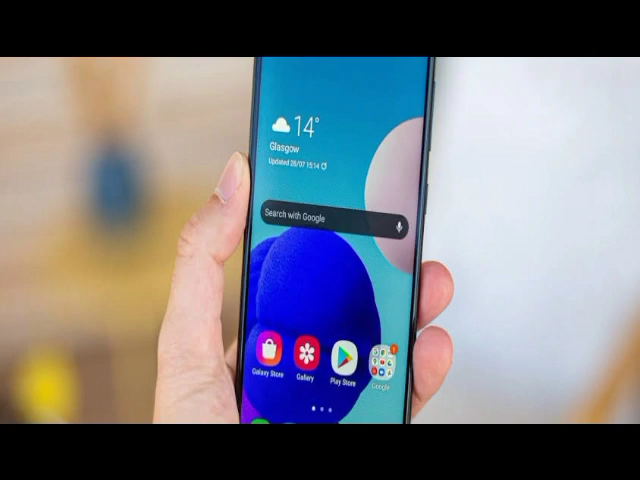 14°
Glasgow
Updated 28/07 15:14
Search with Google
Galaxy Store
Gallery
Play Store
Google